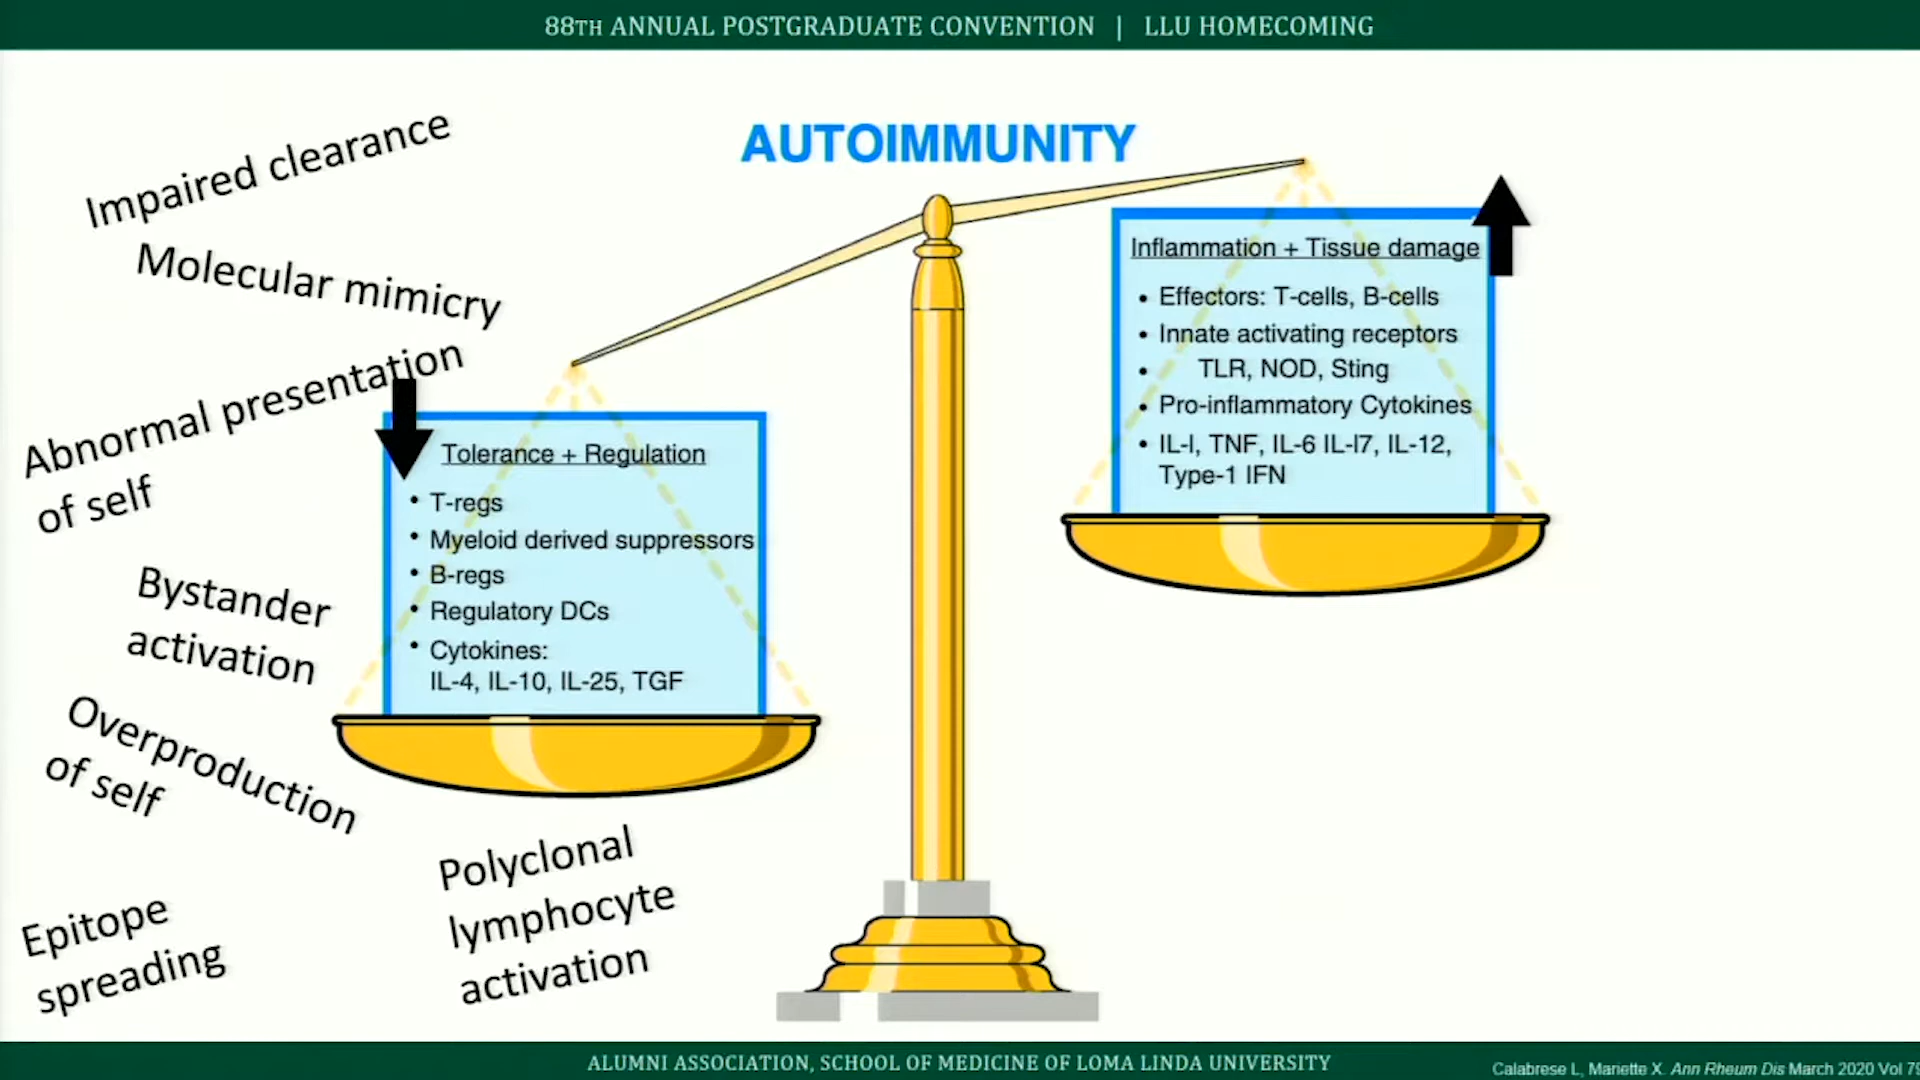 88TH ANNUAL POSTGRADUATE CONVENTION | LLU HOMECOMING
AUTOIMMUNITY
Impaired clearance
Molecular mimicry
Abnormal presentation
of self
Bystander
activation
Overproduction
of self
Epitope
spreading
Polyclonal
lymphocyte
activation
Tolerance + Regulation
• T-regs
• Myeloid derived suppressors
• B-regs
• Regulatory DCs
• Cytokines:
IL-4, IL-10, IL-25, TGF
Inflammation + Tissue damage
• Effectors: T-cells, B-cells
• Innate activating receptors
• TLR, NOD, Sting
• Pro-inflammatory Cytokines
• IL-I, TNF, IL-6 IL-I7, IL-12,
Type-1 IFN
ALUMNI ASSOCIATION, SCHOOL OF MEDICINE OF LOMA LINDA UNIVERSITY
Calabrese L, Mariette X. Ann Rheum Dis March 2020 Vol 79